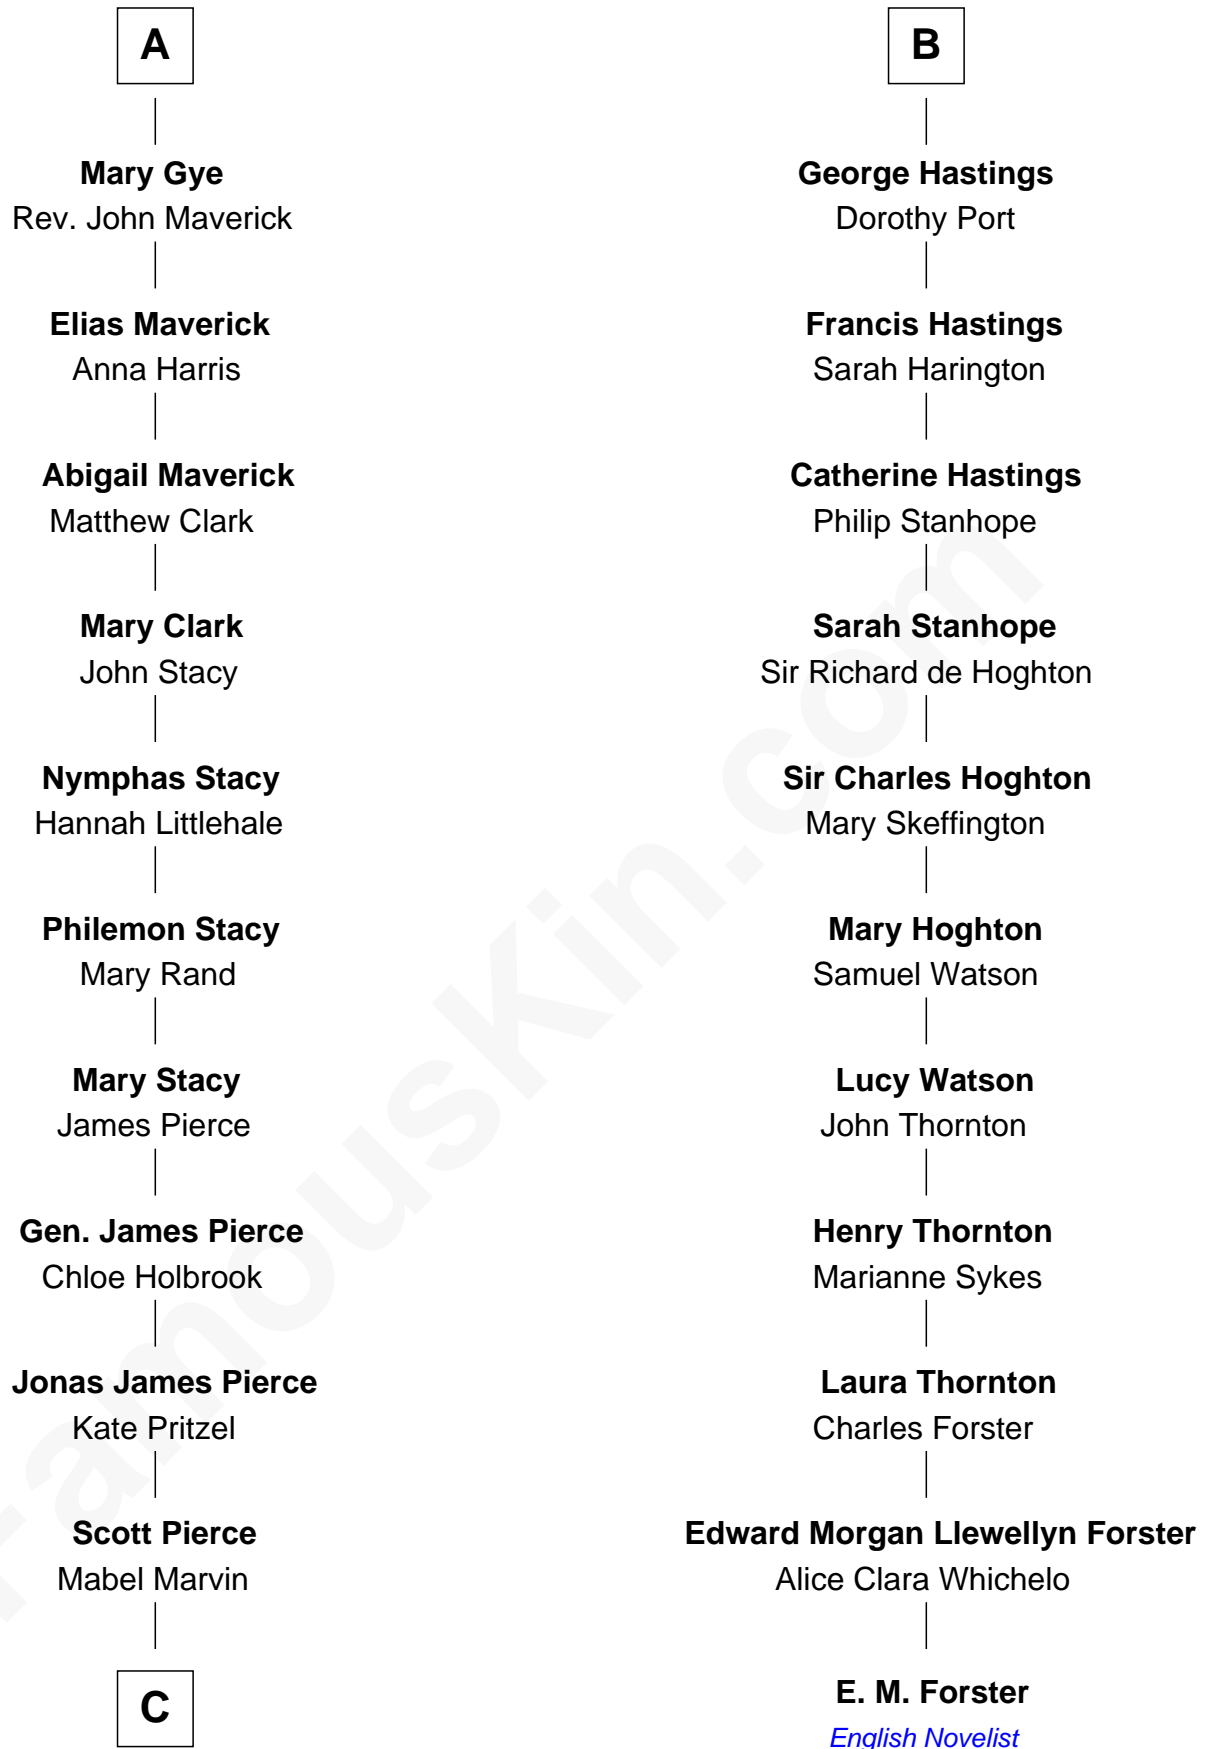 A
Mary Gye
Rev. John Maverick
Elias Maverick
Anna Harris
Abigail Maverick
Matthew Clark
Mary Clark
John Stacy
Nymphas Stacy
Hannah Littlehale
Philemon Stacy
Mary Rand
Mary Stacy
James Pierce
Gen. James Pierce
Chloe Holbrook
Jonas James Pierce
Kate Pritzel
Scott Pierce
Mabel Marvin
C
B
George Hastings
Dorothy Port
Francis Hastings
Sarah Harington
Catherine Hastings
Philip Stanhope
Sarah Stanhope
Sir Richard de Hoghton
Sir Charles Hoghton
Mary Skeffington
Mary Hoghton
Samuel Watson
Lucy Watson
John Thornton
Henry Thornton
Marianne Sykes
Laura Thornton
Charles Forster
Edward Morgan Llewellyn Forster
Alice Clara Whichelo
E. M. Forster
English Novelist
FamousKin.com